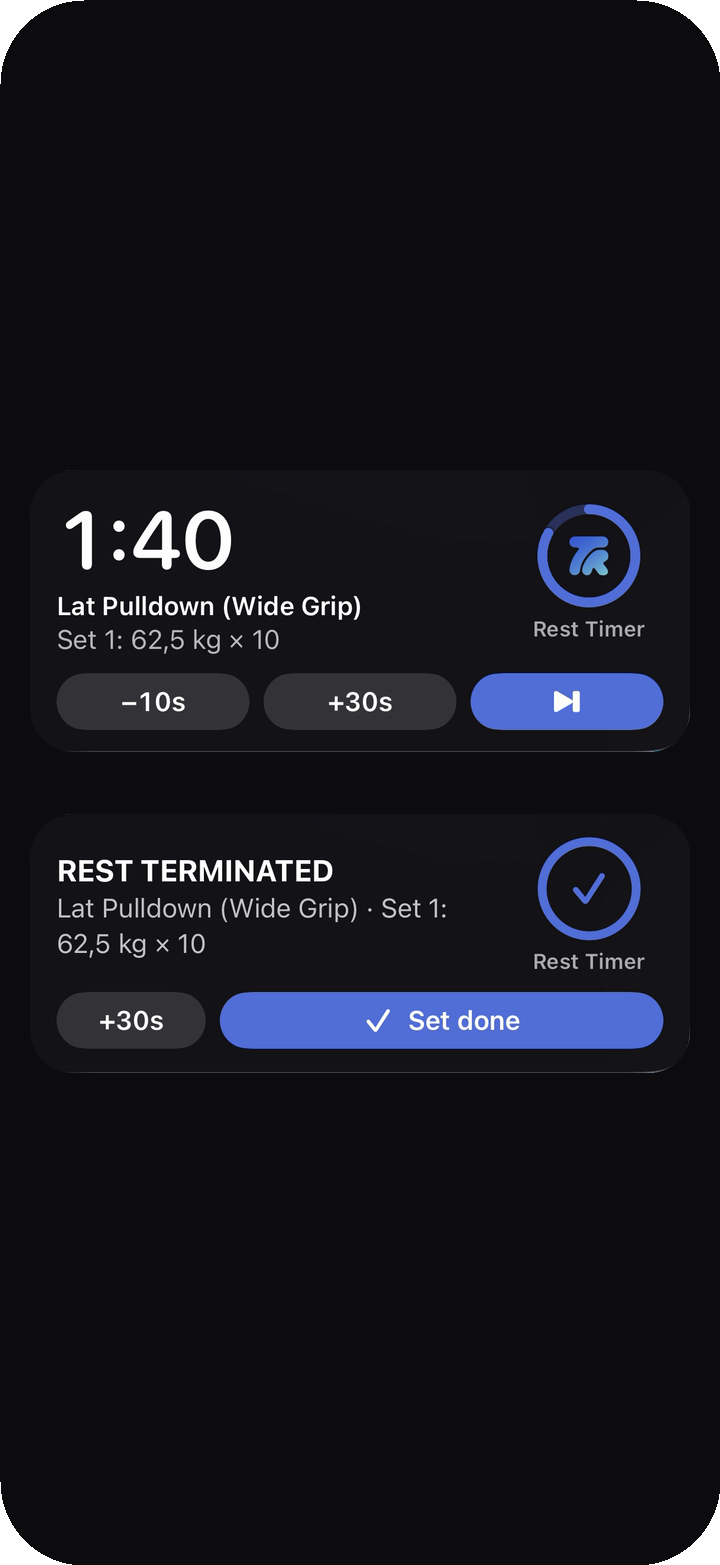 1:40
Lat Pulldown (Wide Grip)
Set 1: 62,5 kg × 10
Rest Timer
−10s
+30s
REST TERMINATED
Lat Pulldown (Wide Grip) · Set 1:
62,5 kg × 10
Rest Timer
+30s
Set done